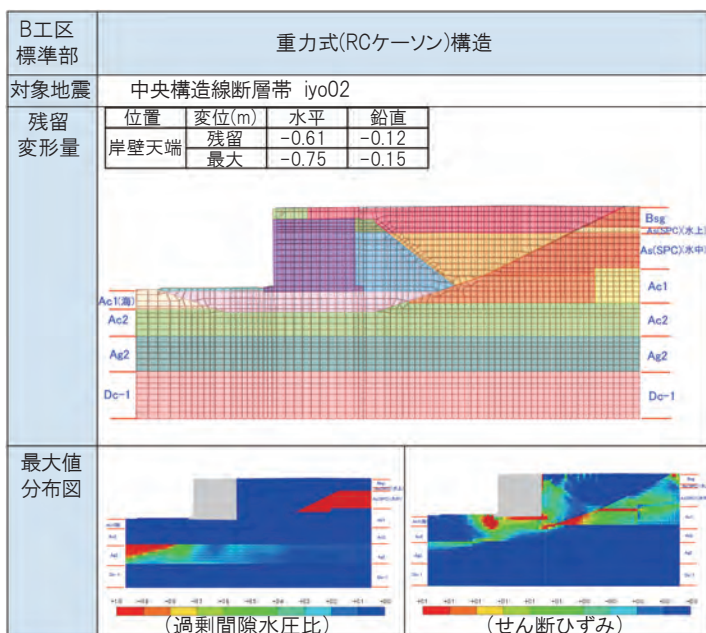 B工区
標準部
重力式(RCケーソン)構造
対象地震
中央構造線断層帯 iyo02
残留
変形量
位置 変位(m) 水平 鉛直
岸壁天端 残留 -0.61 -0.12
最大 -0.75 -0.15
Bsg
As(SPC)(水上)
As(SPC)(水中)
Ac1
Ac1(海)
Ac2
Ac2
Ag2
Ag2
Dc-1
Dc-1
最大値
分布図
(過剰間隙水圧比)
(せん断ひずみ)